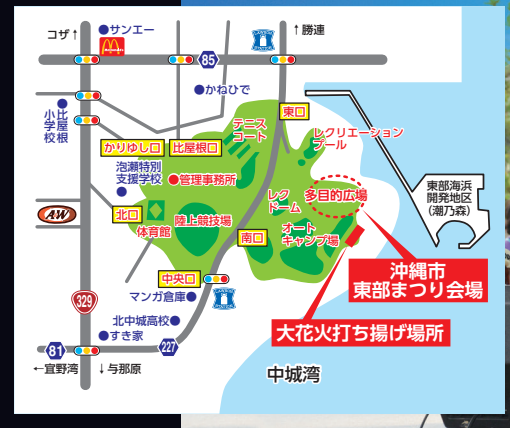 コザ↑
サンエー
McDonald's
↑勝連
LAWSON
85
かねひで
比屋根
小学校
東口
テニス
コート
レクリエーション
プール
かりゆし口
比屋根口
泡瀬特別
支援学校
管理事務所
レク
ドーム
多目的広場
東部海浜
開発地区
(潮乃森)
A&W
北口
体育館
陸上競技場
南口
オート
キャンプ場
沖縄市
東部まつり会場
中央口
マンガ倉庫
LAWSON
329
北中城高校
大花火打ち揚げ場所
すき家
81
227
←宜野湾
↓与那原
中城湾